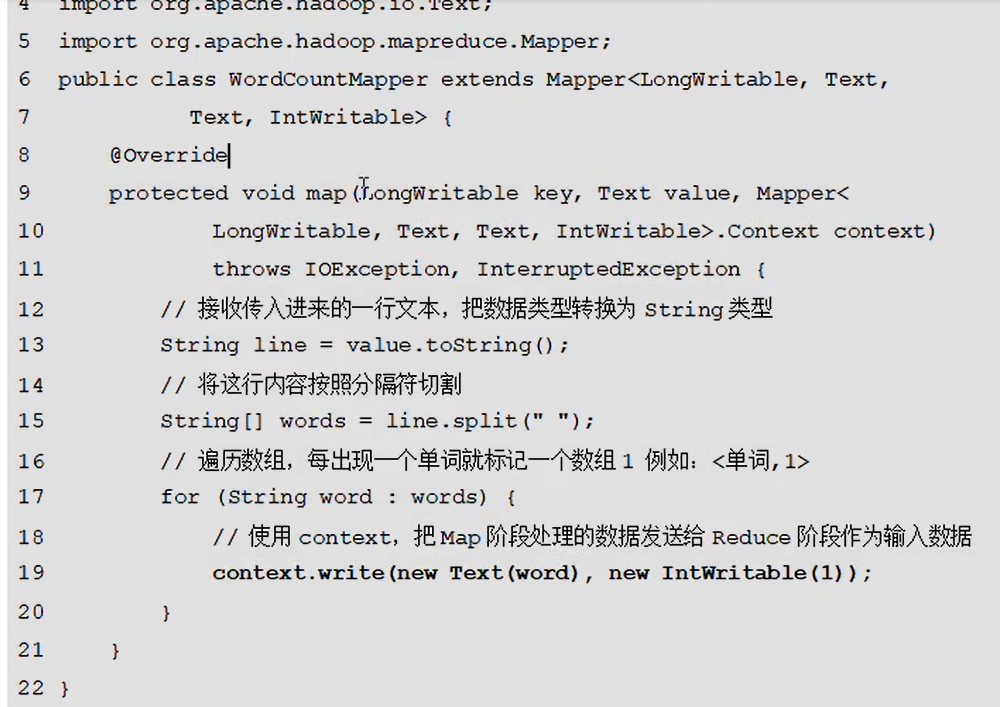 4 import org.apache.hadoop.io.Text;
5 import org.apache.hadoop.mapreduce.Mapper;
6 public class WordCountMapper extends Mapper<LongWritable, Text,
7 Text, IntWritable> {
8 @Override
9 protected void map(LongWritable key, Text value, Mapper<
10 LongWritable, Text, Text, IntWritable>.Context context)
11 throws IOException, InterruptedException {
12 // 接收传入进来的一行文本，把数据类型转换为 String 类型
13 String line = value.toString();
14 // 将这行内容按照分隔符切割
15 String[] words = line.split(" ");
16 // 遍历数组，每出现一个单词就标记一个数组 1 例如：<单词,1>
17 for (String word : words) {
18 // 使用 context，把 Map 阶段处理的数据发送给 Reduce 阶段作为输入数据
19 context.write(new Text(word), new IntWritable(1));
20 }
21 }
22 }